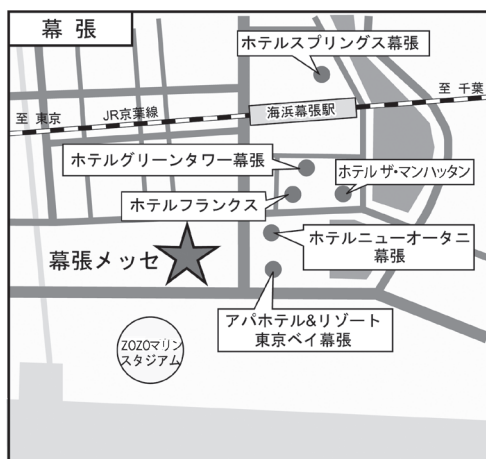 幕張
ホテルスプリングス幕張
至 千葉
海浜幕張駅
至 東京
JR京葉線
ホテルグリーンタワー幕張
ホテル ザ・マンハッタン
ホテルフランクス
ホテルニューオータニ
幕張
幕張メッセ
アパホテル&リゾート
東京ベイ幕張
ZOZOマリン
スタジアム